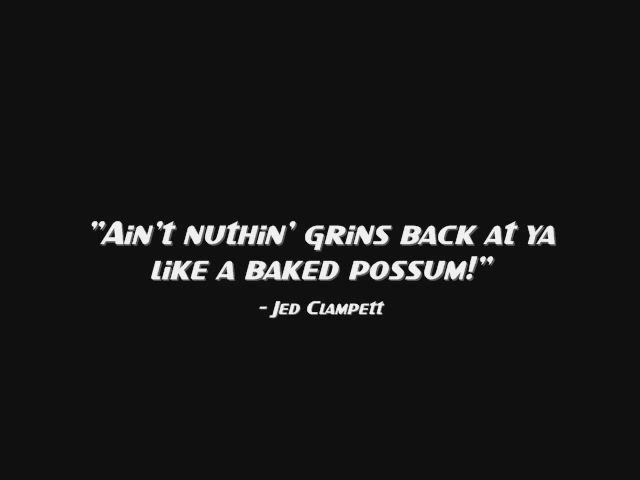 "Ain't nuthin' grins back at ya
like a baked possum!"
- Jed Clampett